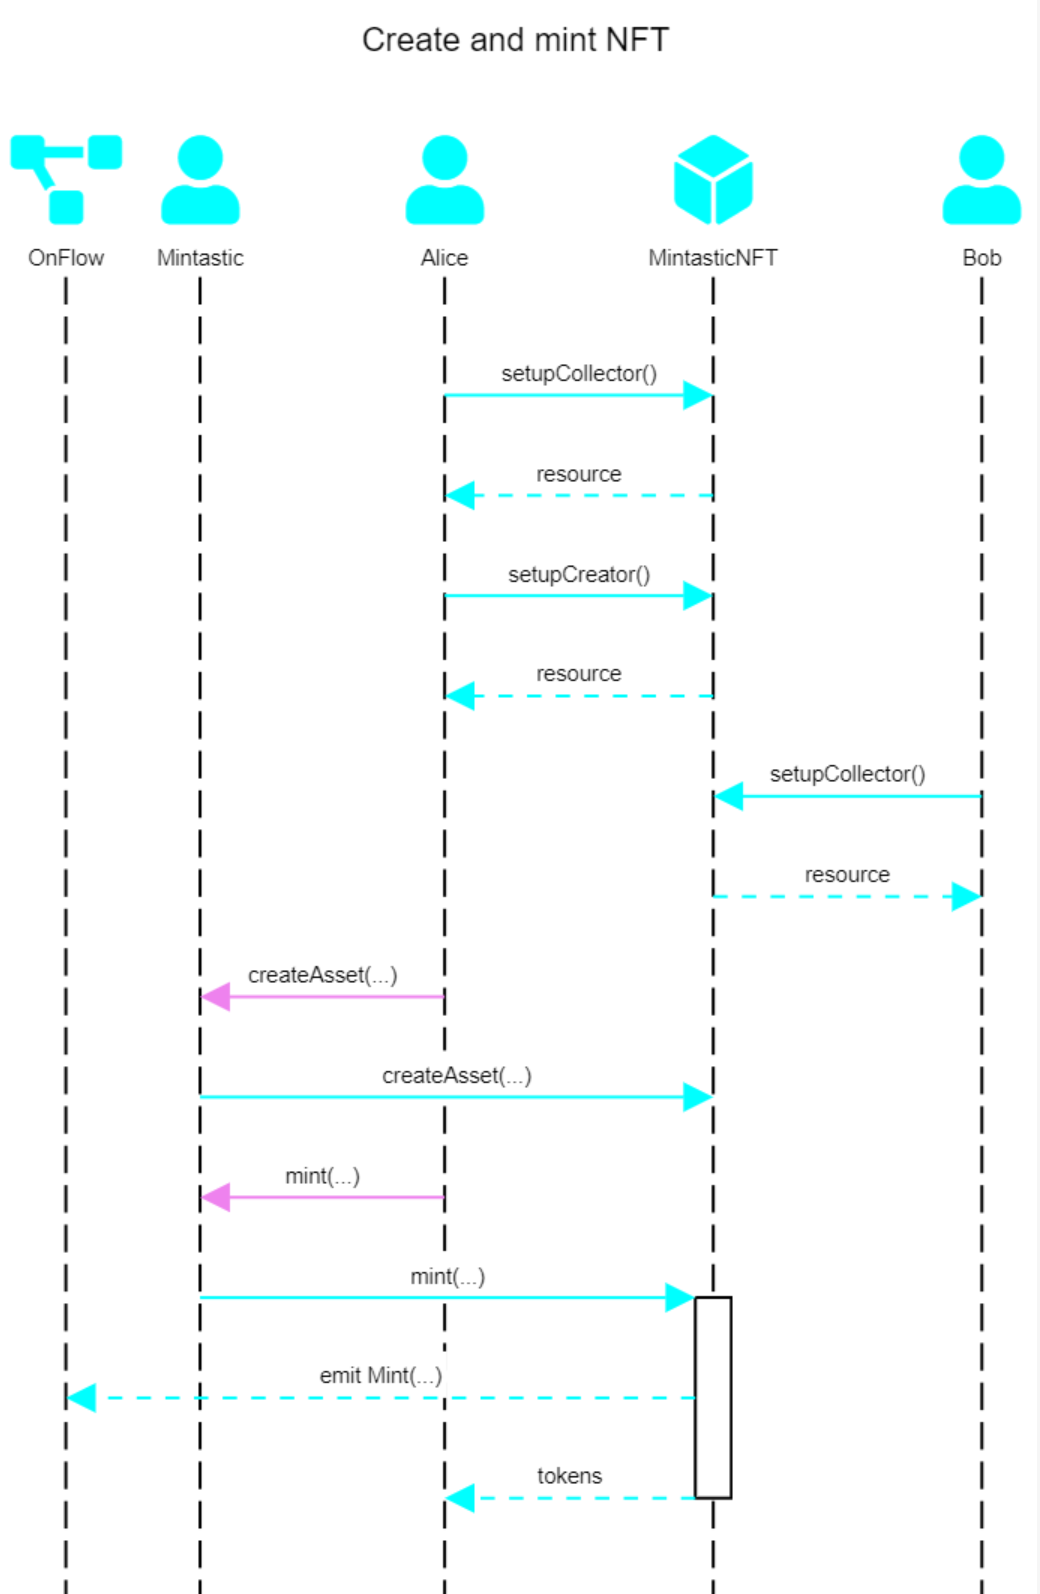 Create and mint NFT
OnFlow
Mintastic
Alice
MintasticNFT
Bob
setupCollector()
resource
setupCreator()
resource
setupCollector()
resource
createAsset(...)
createAsset(...)
mint(...)
mint(...)
emit Mint(...)
tokens